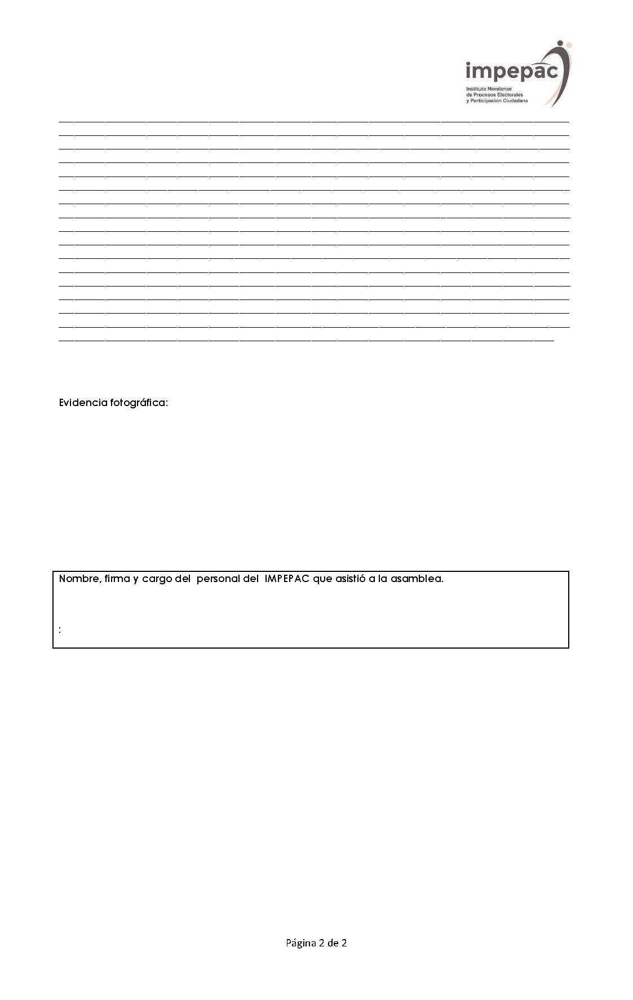 impepac
Instituto Morelense
de Procesos Electorales
y Participación Ciudadana
Evidencia fotográfica:
Nombre, firma y cargo del  personal del  IMPEPAC que asistió a la asamblea.
:
Página 2 de 2